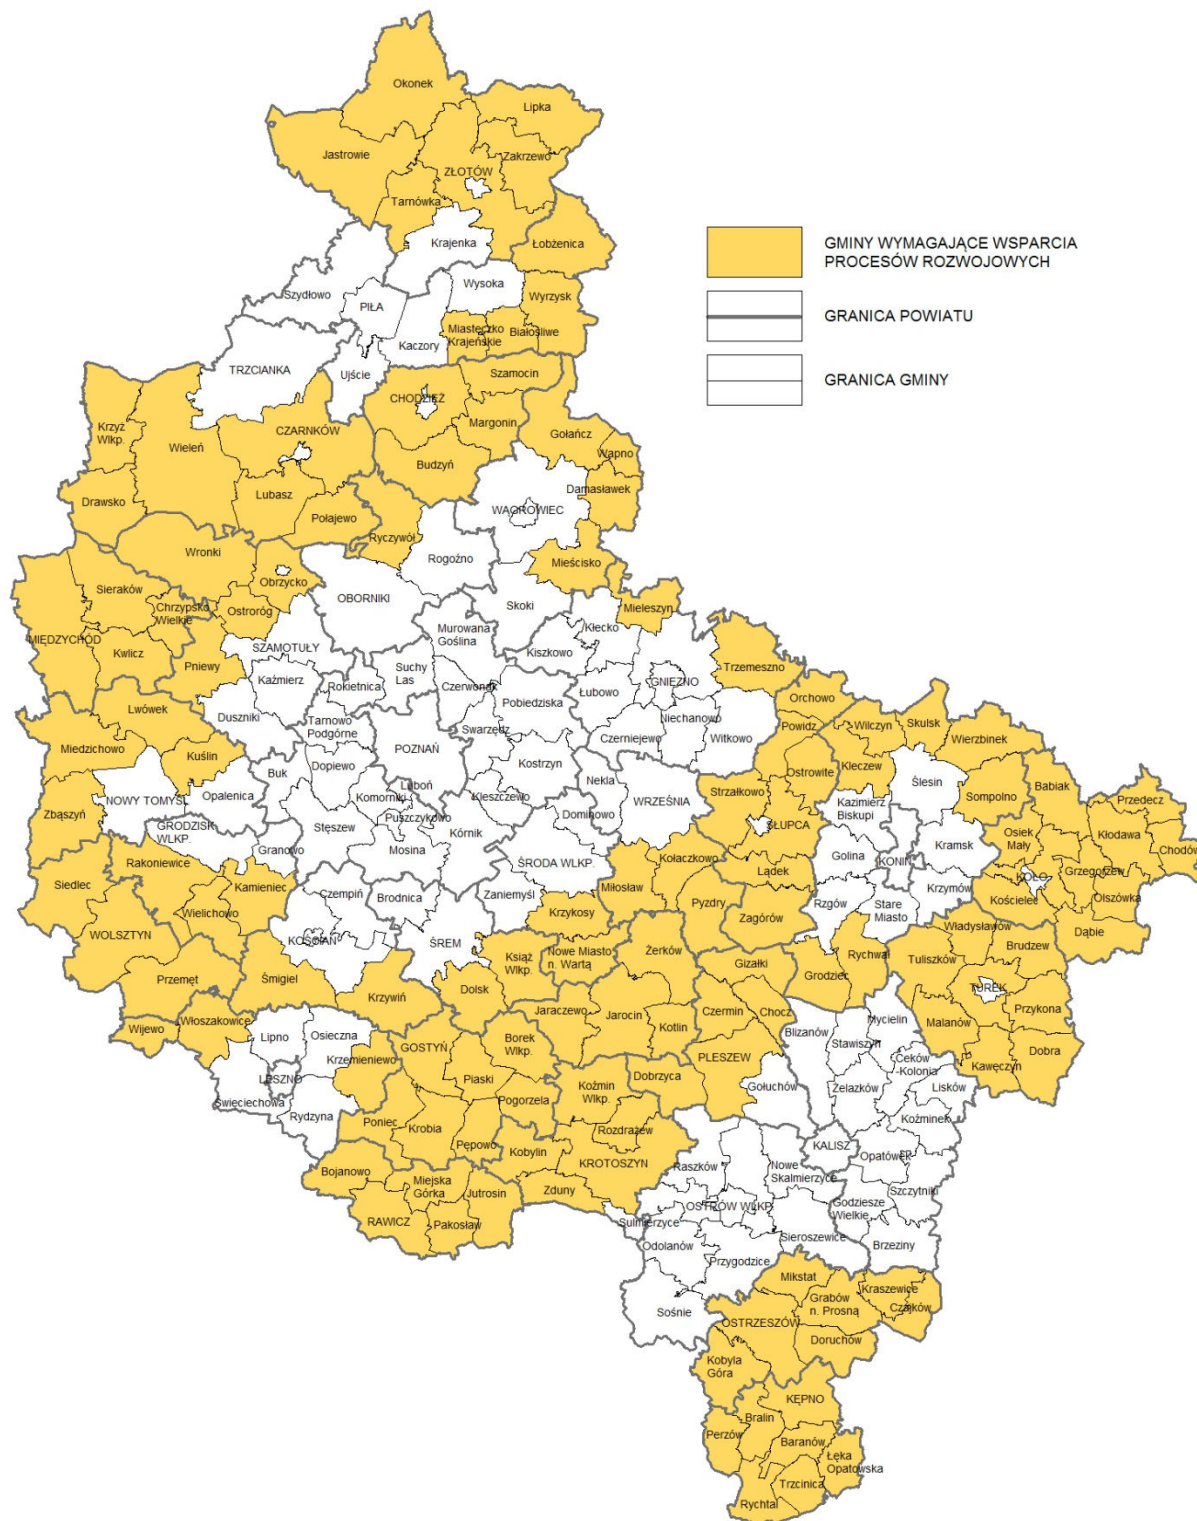 Okonek
Lipka
Jastrowie
Zakrzewo
ZŁOTÓW
Tarnówka
Krajenka
Łobżenica
GMINY WYMAGAJĄCE WSPARCIA
PROCESÓW ROZWOJOWYCH
GRANICA POWIATU
GRANICA GMINY
Szydłowo
Wysoka
Wyrzysk
PIŁA
Miasteczko
Krajeńskie
Białośliwe
Kaczory
TRZCIANKA
Ujście
Szamocin
CHODZIEŻ
Krzyż
Wlkp.
Wieleń
CZARNKÓW
Margonin
Gołańcz
Wapno
Budzyń
Drawsko
Lubasz
Damasławek
Połajewo
WĄGROWIEC
Ryczywół
Wronki
Rogoźno
Mieścisko
Sieraków
Obrzycko
Chrzypsko
Wielkie
Ostroróg
OBORNIKI
Skoki
Mieleszyn
MIĘDZYCHÓD
Kwilcz
Pniewy
SZAMOTUŁY
Murowana
Goślina
Kłecko
Kiszkowo
Trzemeszno
Kaźmierz
Rokietnica
Suchy
Las
Czerwonak
Łubowo
GNIEZNO
Orchowo
Lwówek
Duszniki
Tarnowo
Podgórne
Pobiedziska
Niechanowo
Powidz
Wilczyn
Skulsk
Wierzbinek
Miedzichowo
Kuślin
POZNAŃ
Swarzędz
Czerniejewo
Witkowo
Buk
Dopiewo
Kostrzyn
Nekla
Ostrowite
Kleczew
Ślesin
Babiak
Zbąszyń
NOWY TOMYŚL
Opalenica
Luboń
Komorniki
Kleszczewo
WRZEŚNIA
Strzałkowo
Kazimierz
Biskupi
Sompolno
Przedecz
Puszczykowo
Dominowo
SŁUPCA
Osiek
Mały
Kłodawa
GRODZISK
WLKP.
Stęszew
Kórnik
Golina
KONIN
Kramsk
Chodów
Granowo
Mosina
ŚRODA WLKP.
Kołaczkowo
Lądek
KOŁO
Grzegorzew
Rakoniewice
Siedlec
Kamieniec
Czempiń
Brodnica
Zaniemyśl
Miłosław
Krzymów
Olszówka
Wielichowo
Krzykosy
Pyzdry
Zagórów
Rzgów
Stare
Miasto
Kościelec
WOLSZTYN
KOŚCIAN
ŚREM
Władysławów
Dąbie
Książ
Wlkp.
Nowe Miasto
n. Wartą
Żerków
Gizałki
Rychwał
Tuliszków
Brudzew
Przemęt
Śmigiel
Dolsk
Grodziec
TUREK
Krzywiń
Jaraczewo
Jarocin
Czermin
Chocz
Przykona
Wijewo
Włoszakowice
Lipno
Osieczna
Kotlin
Blizanów
Mycielin
Malanów
GOSTYŃ
Borek
Wlkp.
Stawiszyn
Dobra
Krzemieniewo
PLESZEW
Ceków
-Kolonia
Kawęczyn
LESZNO
Piaski
Dobrzyca
Gołuchów
Żelazków
Lisków
Święciechowa
Rydzyna
Pogorzela
Koźmin
Wlkp.
Koźminek
Poniec
Krobia
Rozdrażew
Pępowo
Kobylin
KALISZ
Opatówek
Bojanowo
KROTOSZYN
Raszków
Nowe
Skalmierzyce
Miejska
Górka
Jutrosin
Zduny
Szczytniki
RAWICZ
Pakosław
OSTRÓW WLKP.
Godziesze
Wielkie
Sulmierzyce
Odolanów
Sieroszewice
Brzeziny
Przygodzice
Mikstat
Kraszewice
Sośnie
Grabów
n. Prosną
Czajków
OSTRZESZÓW
Doruchów
Kobyla
Góra
KĘPNO
Bralin
Perzów
Baranów
Łęka
Opatowska
Trzcinica
Rychtal